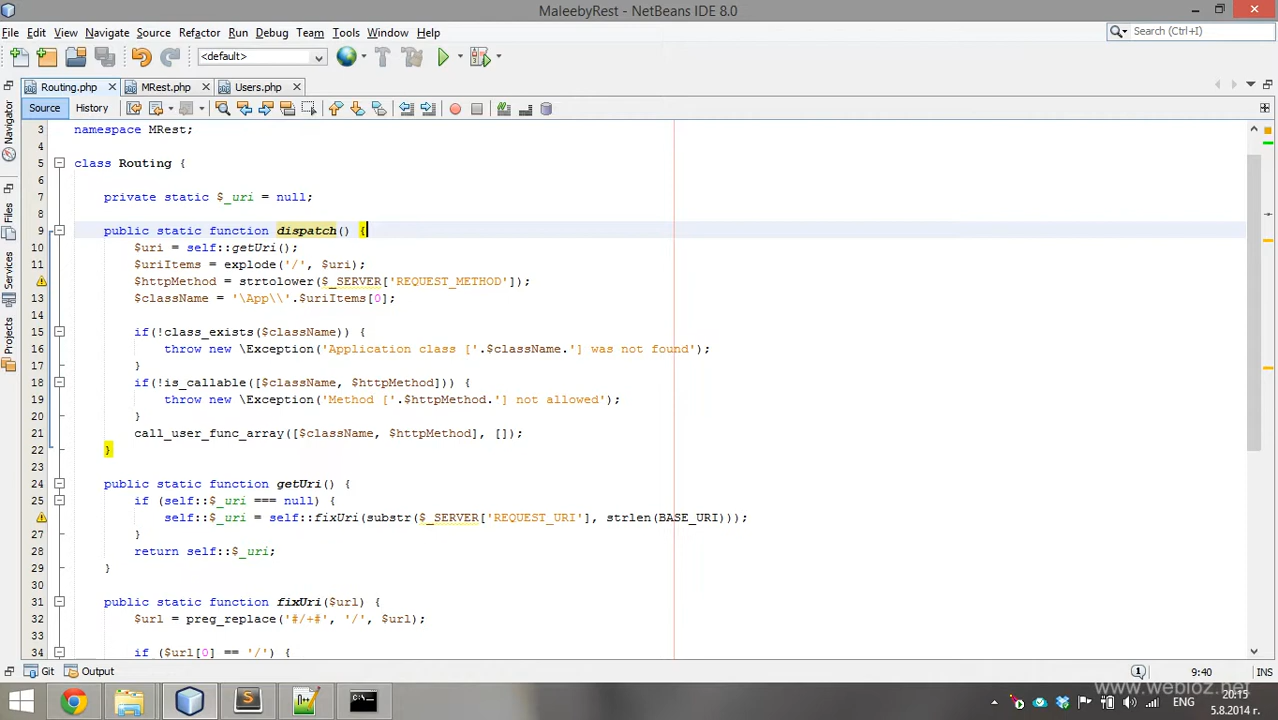 MaleebyRest - NetBeans IDE 8.0
File Edit View Navigate Source Refactor Run Debug Team Tools Window Help
Search (Ctrl+I)
<default>
Routing.php MRest.php Users.php
Source History
Navigator
Files
Services
Projects
3 namespace MRest;
4
5 class Routing {
6
7 private static $_uri = null;
8
9 public static function dispatch() {
10 $uri = self::getUri();
11 $uriItems = explode('/', $uri);
$httpMethod = strtolower($_SERVER['REQUEST_METHOD']);
13 $className = '\App\\'.$uriItems[0];
14
15 if(!class_exists($className)) {
16 throw new \Exception('Application class ['.$className.'] was not found');
17 }
18 if(!is_callable([$className, $httpMethod])) {
19 throw new \Exception('Method ['.$httpMethod.'] not allowed');
20 }
21 call_user_func_array([$className, $httpMethod], []);
22 }
23
24 public static function getUri() {
25 if (self::$_uri === null) {
self::$_uri = self::fixUri(substr($_SERVER['REQUEST_URI'], strlen(BASE_URI)));
27 }
28 return self::$_uri;
29 }
30
31 public static function fixUri($url) {
32 $url = preg_replace('#/+#', '/', $url);
33
34 if ($url[0] == '/') {
Git Output
1 9:40 INS
www.webloz.net
ENG
20:15
5.8.2014 г.